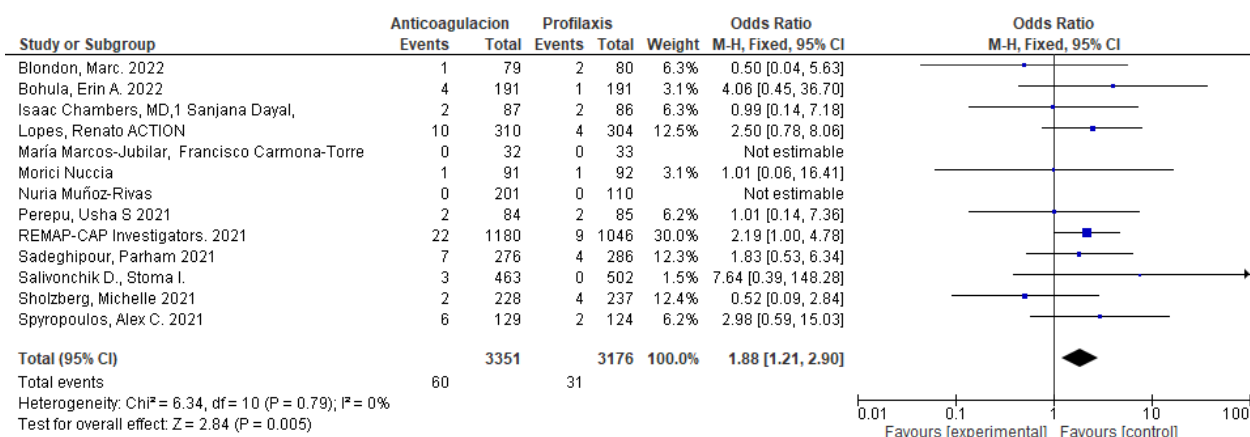 Anticoagulacion Profilaxis Odds Ratio Odds Ratio
Study or Subgroup Events Total Events Total Weight M-H, Fixed, 95% CI M-H, Fixed, 95% CI
Blondon, Marc. 2022 1 79 2 80 6.3% 0.50 [0.04, 5.63]
Bohula, Erin A. 2022 4 191 1 191 3.1% 4.06 [0.45, 36.70]
Isaac Chambers, MD,1 Sanjana Dayal, 2 87 2 86 6.3% 0.99 [0.14, 7.18]
Lopes, Renato ACTION 10 310 4 304 12.5% 2.50 [0.78, 8.06]
María Marcos-Jubilar, Francisco Carmona-Torre 0 32 0 33 Not estimable
Morici Nuccia 1 91 1 92 3.1% 1.01 [0.06, 16.41]
Nuria Muñoz-Rivas 0 201 0 110 Not estimable
Perepu, Usha S 2021 2 84 2 85 6.2% 1.01 [0.14, 7.36]
REMAP-CAP Investigators. 2021 22 1180 9 1046 30.0% 2.19 [1.00, 4.78]
Sadeghipour, Parham 2021 7 276 4 286 12.3% 1.83 [0.53, 6.34]
Salivonchik D., Stoma I. 3 463 0 502 1.5% 7.64 [0.39, 148.28]
Sholzberg, Michelle 2021 2 228 4 237 12.4% 0.52 [0.09, 2.84]
Spyropoulos, Alex C. 2021 6 129 2 124 6.2% 2.98 [0.59, 15.03]
Total (95% CI) 3351 3176 100.0% 1.88 [1.21, 2.90]
Total events 60 31
Heterogeneity: Chi² = 6.34, df = 10 (P = 0.79); I² = 0%
Test for overall effect: Z = 2.84 (P = 0.005)
0.01 0.1 1 10 100
Favours [experimental] Favours [control]